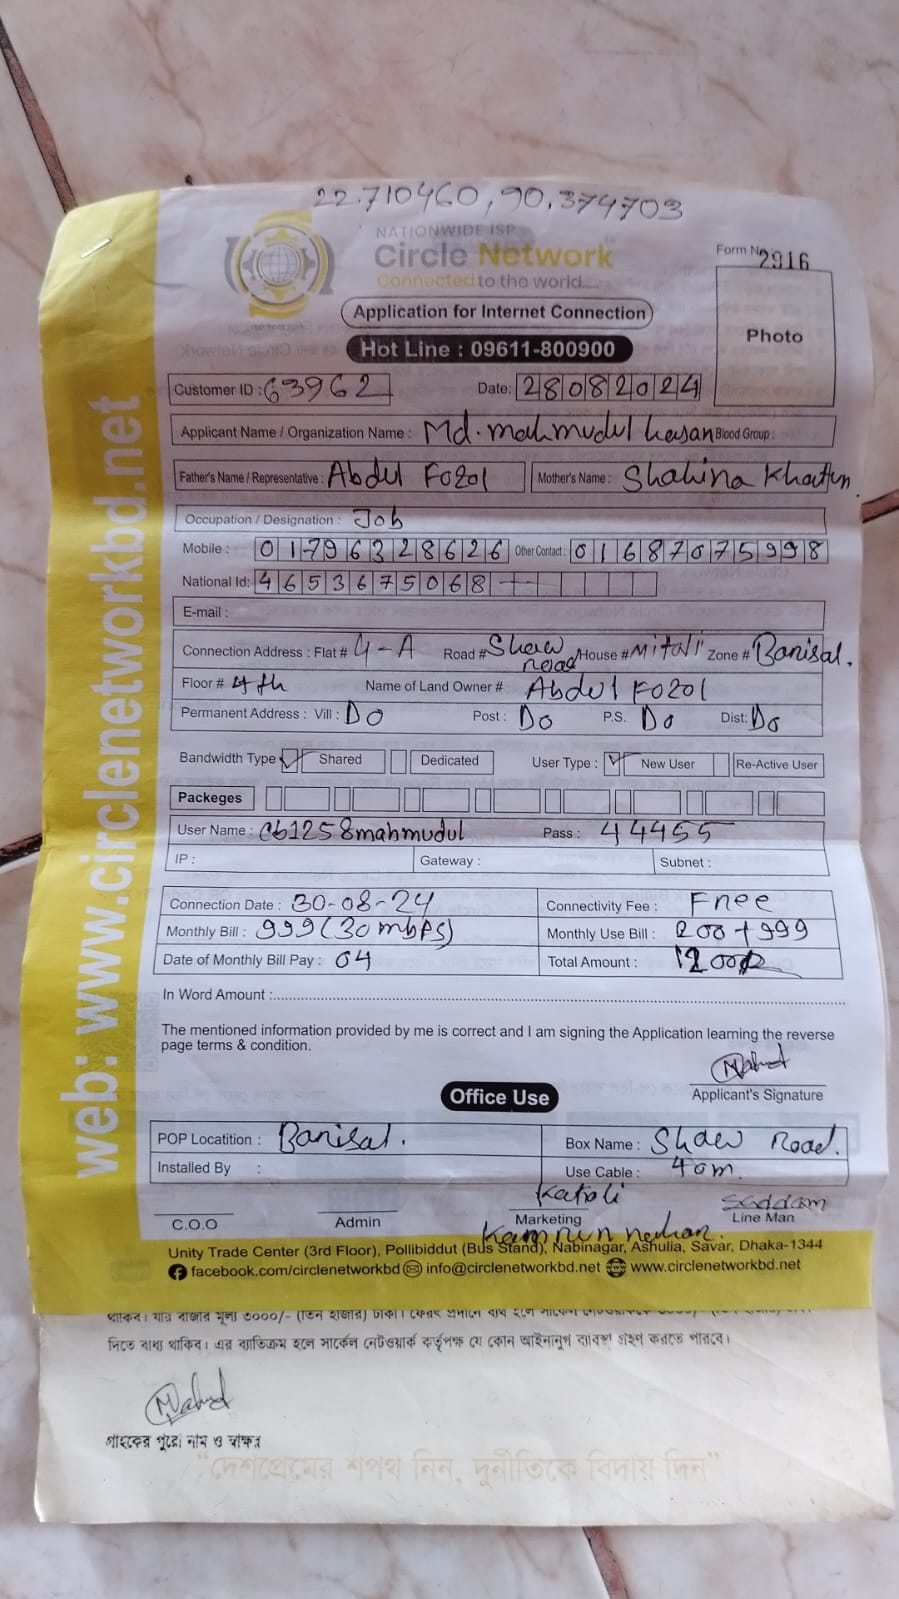 22.710460, 90.374703
NATIONWIDE ISP
Circle Network
Connected to the world.....
Form No. 2916
Photo
Application for Internet Connection
Hot Line : 09611-800900
Customer ID : 63962 Date: 28082024
Applicant Name / Organization Name : Md. mahmudul hasan Blood Group :
Father's Name / Representative : Abdul Fozol Mother's Name : Shahina Khatun
Occupation / Designation : Job
Mobile : 01796328626 Other Contact : 01687075998
National Id: 4653675068
E-mail :
Connection Address : Flat # 4-A Road # Shaw road House # Mitali Zone # Barisal.
Floor # 4th Name of Land Owner # Abdul Fozol
Permanent Address : Vill : Do Post : Do P.S. Do Dist: Do
Bandwidth Type Shared Dedicated User Type : New User Re-Active User
Packeges
User Name : cb1258mahmudul Pass : 44455
IP : Gateway : Subnet :
Connection Date : 30-08-24 Connectivity Fee : Free
Monthly Bill : 999 (30 mbps) Monthly Use Bill : 200 + 999
Date of Monthly Bill Pay : 04 Total Amount : 1200
In Word Amount :
The mentioned information provided by me is correct and I am signing the Application learning the reverse
page terms & condition.
Applicant's Signature
Office Use
POP Locatition : Barisal. Box Name : Shaw Road.
Installed By : Use Cable : 40m.
Saddam
C.O.O Admin Marketing Line Man
Kamrun nahar.
Unity Trade Center (3rd Floor), Pollibiddut (Bus Stand), Nabinagar, Ashulia, Savar, Dhaka-1344
facebook.com/circlenetworkbd info@circlenetworkbd.net www.circlenetworkbd.net
web: www.circlenetworkbd.net
দিতে বাধ্য থাকিব। এর ব্যাতিক্রম হলে সার্কেল নেটওয়ার্ক কর্তৃপক্ষ যে কোন আইনানুগ ব্যবস্থা গ্রহণ করতে পারবে।
গ্রাহকের পুরো নাম ও স্বাক্ষর
"দেশপ্রেমের শপথ নিন, দুর্নীতিকে বিদায় দিন"